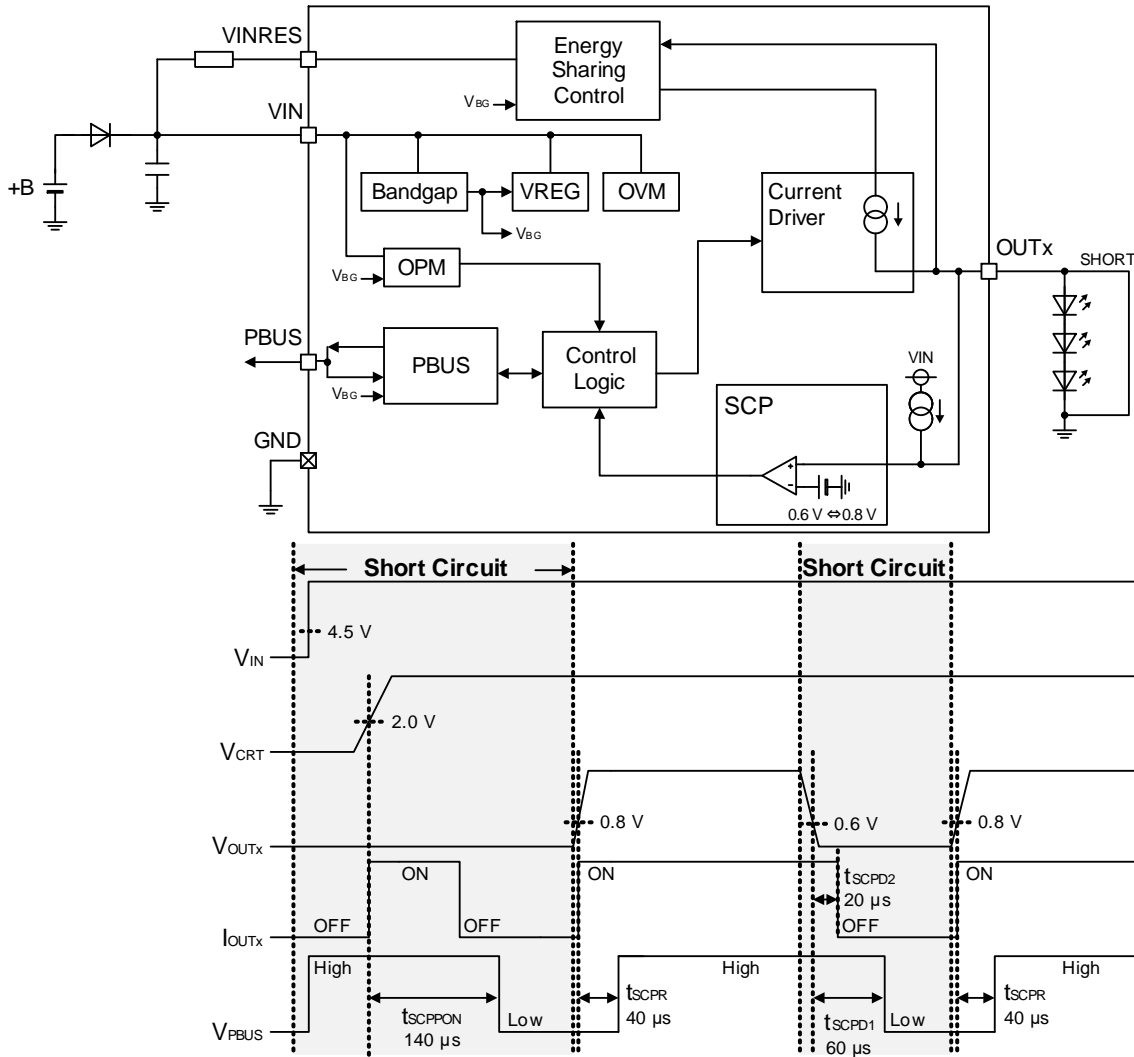 VINRES
Energy
Sharing
Control
VBG
VIN
+B
Bandgap
VREG
OVM
VBG
Current
Driver
OUTx
SHORT
VBG
OPM
PBUS
PBUS
VBG
Control
Logic
VIN
SCP
+
-
0.6 V ⇔0.8 V
GND
Short Circuit
Short Circuit
4.5 V
VIN
2.0 V
VCRT
0.8 V
0.6 V
0.8 V
VOUTx
ON
ON
tSCPD2
20 µs
ON
OFF
OFF
OFF
IOUTx
High
High
High
tSCPPON
140 µs
Low
tSCPR
40 µs
tSCPD1
60 µs
Low
tSCPR
40 µs
VPBUS